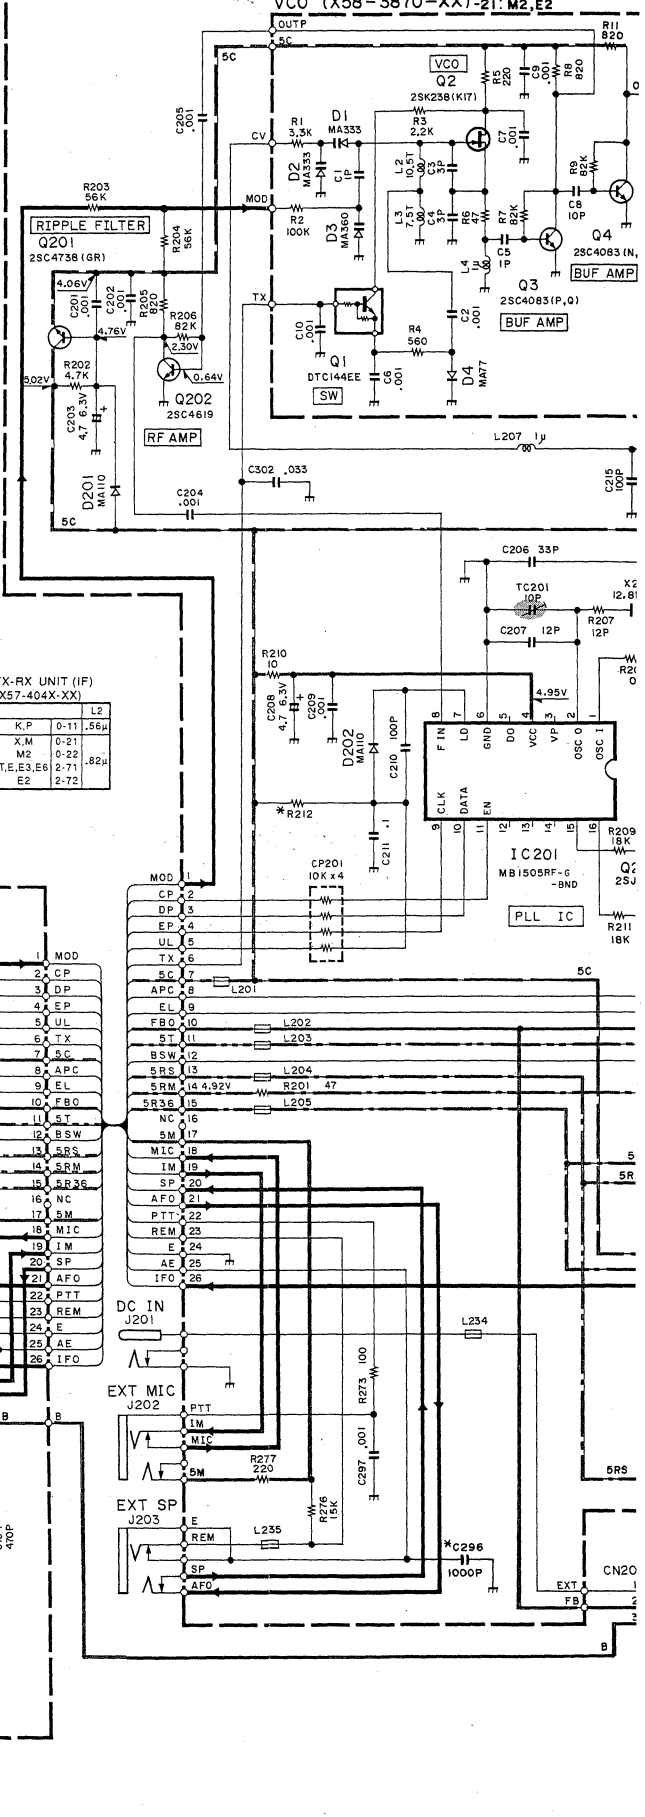 VCO (X58-3870-XX)-21: M2,E2
OUTP
5C
5C
R11
820
VCO
Q2
2SK238(K17)
R5
220
C9
.001
R8
820
C205
.001
CV
R1
3.3K
D1
MA333
R3
2.2K
C7
.001
D2
MA333
C1
1P
L2
10.5T
C3
3P
R9
82K
R203
56K
MOD
R2
100K
D3
MA360
L3
7.5T
C4
3P
R6
47
R7
82K
C8
10P
RIPPLE FILTER
Q201
2SC4738(GR)
R204
56K
L4
1μ
C5
1P
Q4
2SC4083(N,
BUF AMP
Q3
2SC4083(P,Q)
BUF AMP
4.06V
C201
.001
C202
.001
R205
820
TX
C10
.001
C2
.001
R206
82K
4.76V
2.30V
R4
560
Q1
DTC144EE
SW
C6
.001
D4
MA77
5.02V
R202
4.7K
0.64V
C203
4.7 6.3V
+
Q202
2SC4619
RF AMP
L207 1μ
D201
MA110
C302 .033
C215
100P
C204
.001
5C
C206 33P
TC201
10P
X2
12.8
R207
12P
C207 12P
TX-RX UNIT (IF)
X57-404X-XX)
L2
K,P 0-11 .56μ
X,M 0-21
M2 0-22
T,E,E3,E6 2-71 .82μ
E2 2-72
R210
10
C208
4.7 6.3V
+
C209
.001
4.95V
D202
MA110
C210 100P
8 7 6 5 4 3 2 1
F IN LD GND DO VCC VP OSC O OSC I
CLK DATA EN
9 10 11 12 13 14 15 16
*R212
C211 .1
IC201
MB1505RF-G
-BND
PLL IC
R209
18K
Q2
2SJ
R211
18K
CP201
10K x4
MOD 1
CP 2
DP 3
EP 4
UL 5
TX 6
5C 7
L201
5C
APC 8
EL 9
FBO 10 L202
5T 11 L203
BSW 12
5RS 13 L204
5RM 14 4.92V R201 47
5R36 15 L205
NC 16
5M 17
MIC 18
IM 19
SP 20
AFO 21
PTT 22
REM 23
E 24
AE 25
IFO 26
1 MOD
2 CP
3 DP
4 EP
5 UL
6 TX
7 5C
8 APC
9 EL
10 FBO
11 5T
12 BSW
13 5RS
14 5RM
15 5R36
16 NC
17 5M
18 MIC
19 IM
20 SP
21 AFO
22 PTT
23 REM
24 E
25 AE
26 IFO
5
5R
DC IN
J201
L234
R273 100
EXT MIC
J202
PTT
IM
MIC
5M
R277
220
C297 .001
B B
5RS
R276
15K
EXT SP
J203
E
REM
L235
SP
AFO
*C296
1000P
470P
CN20
EXT 1
FB 2
3
B